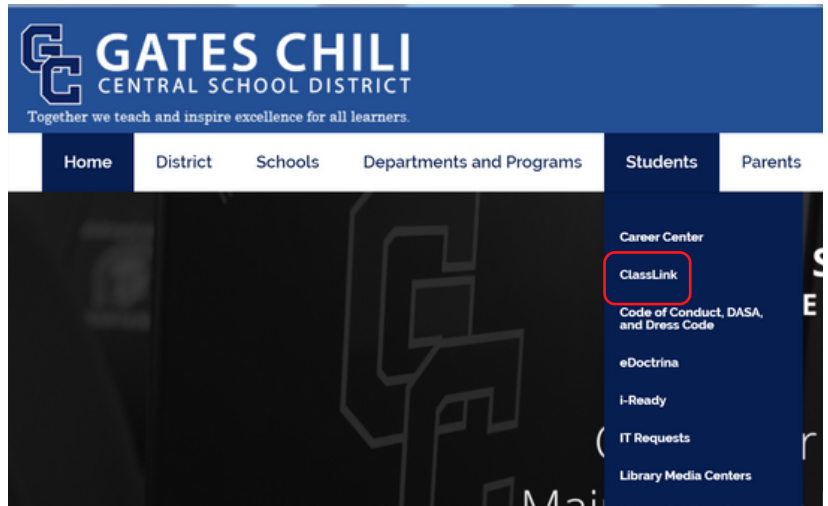 GC
GATES CHILI
CENTRAL SCHOOL DISTRICT
Together we teach and inspire excellence for all learners.
Home District Schools Departments and Programs Students Parents
Career Center
ClassLink
Code of Conduct, DASA,
and Dress Code
eDoctrina
i-Ready
IT Requests
Library Media Centers
GC